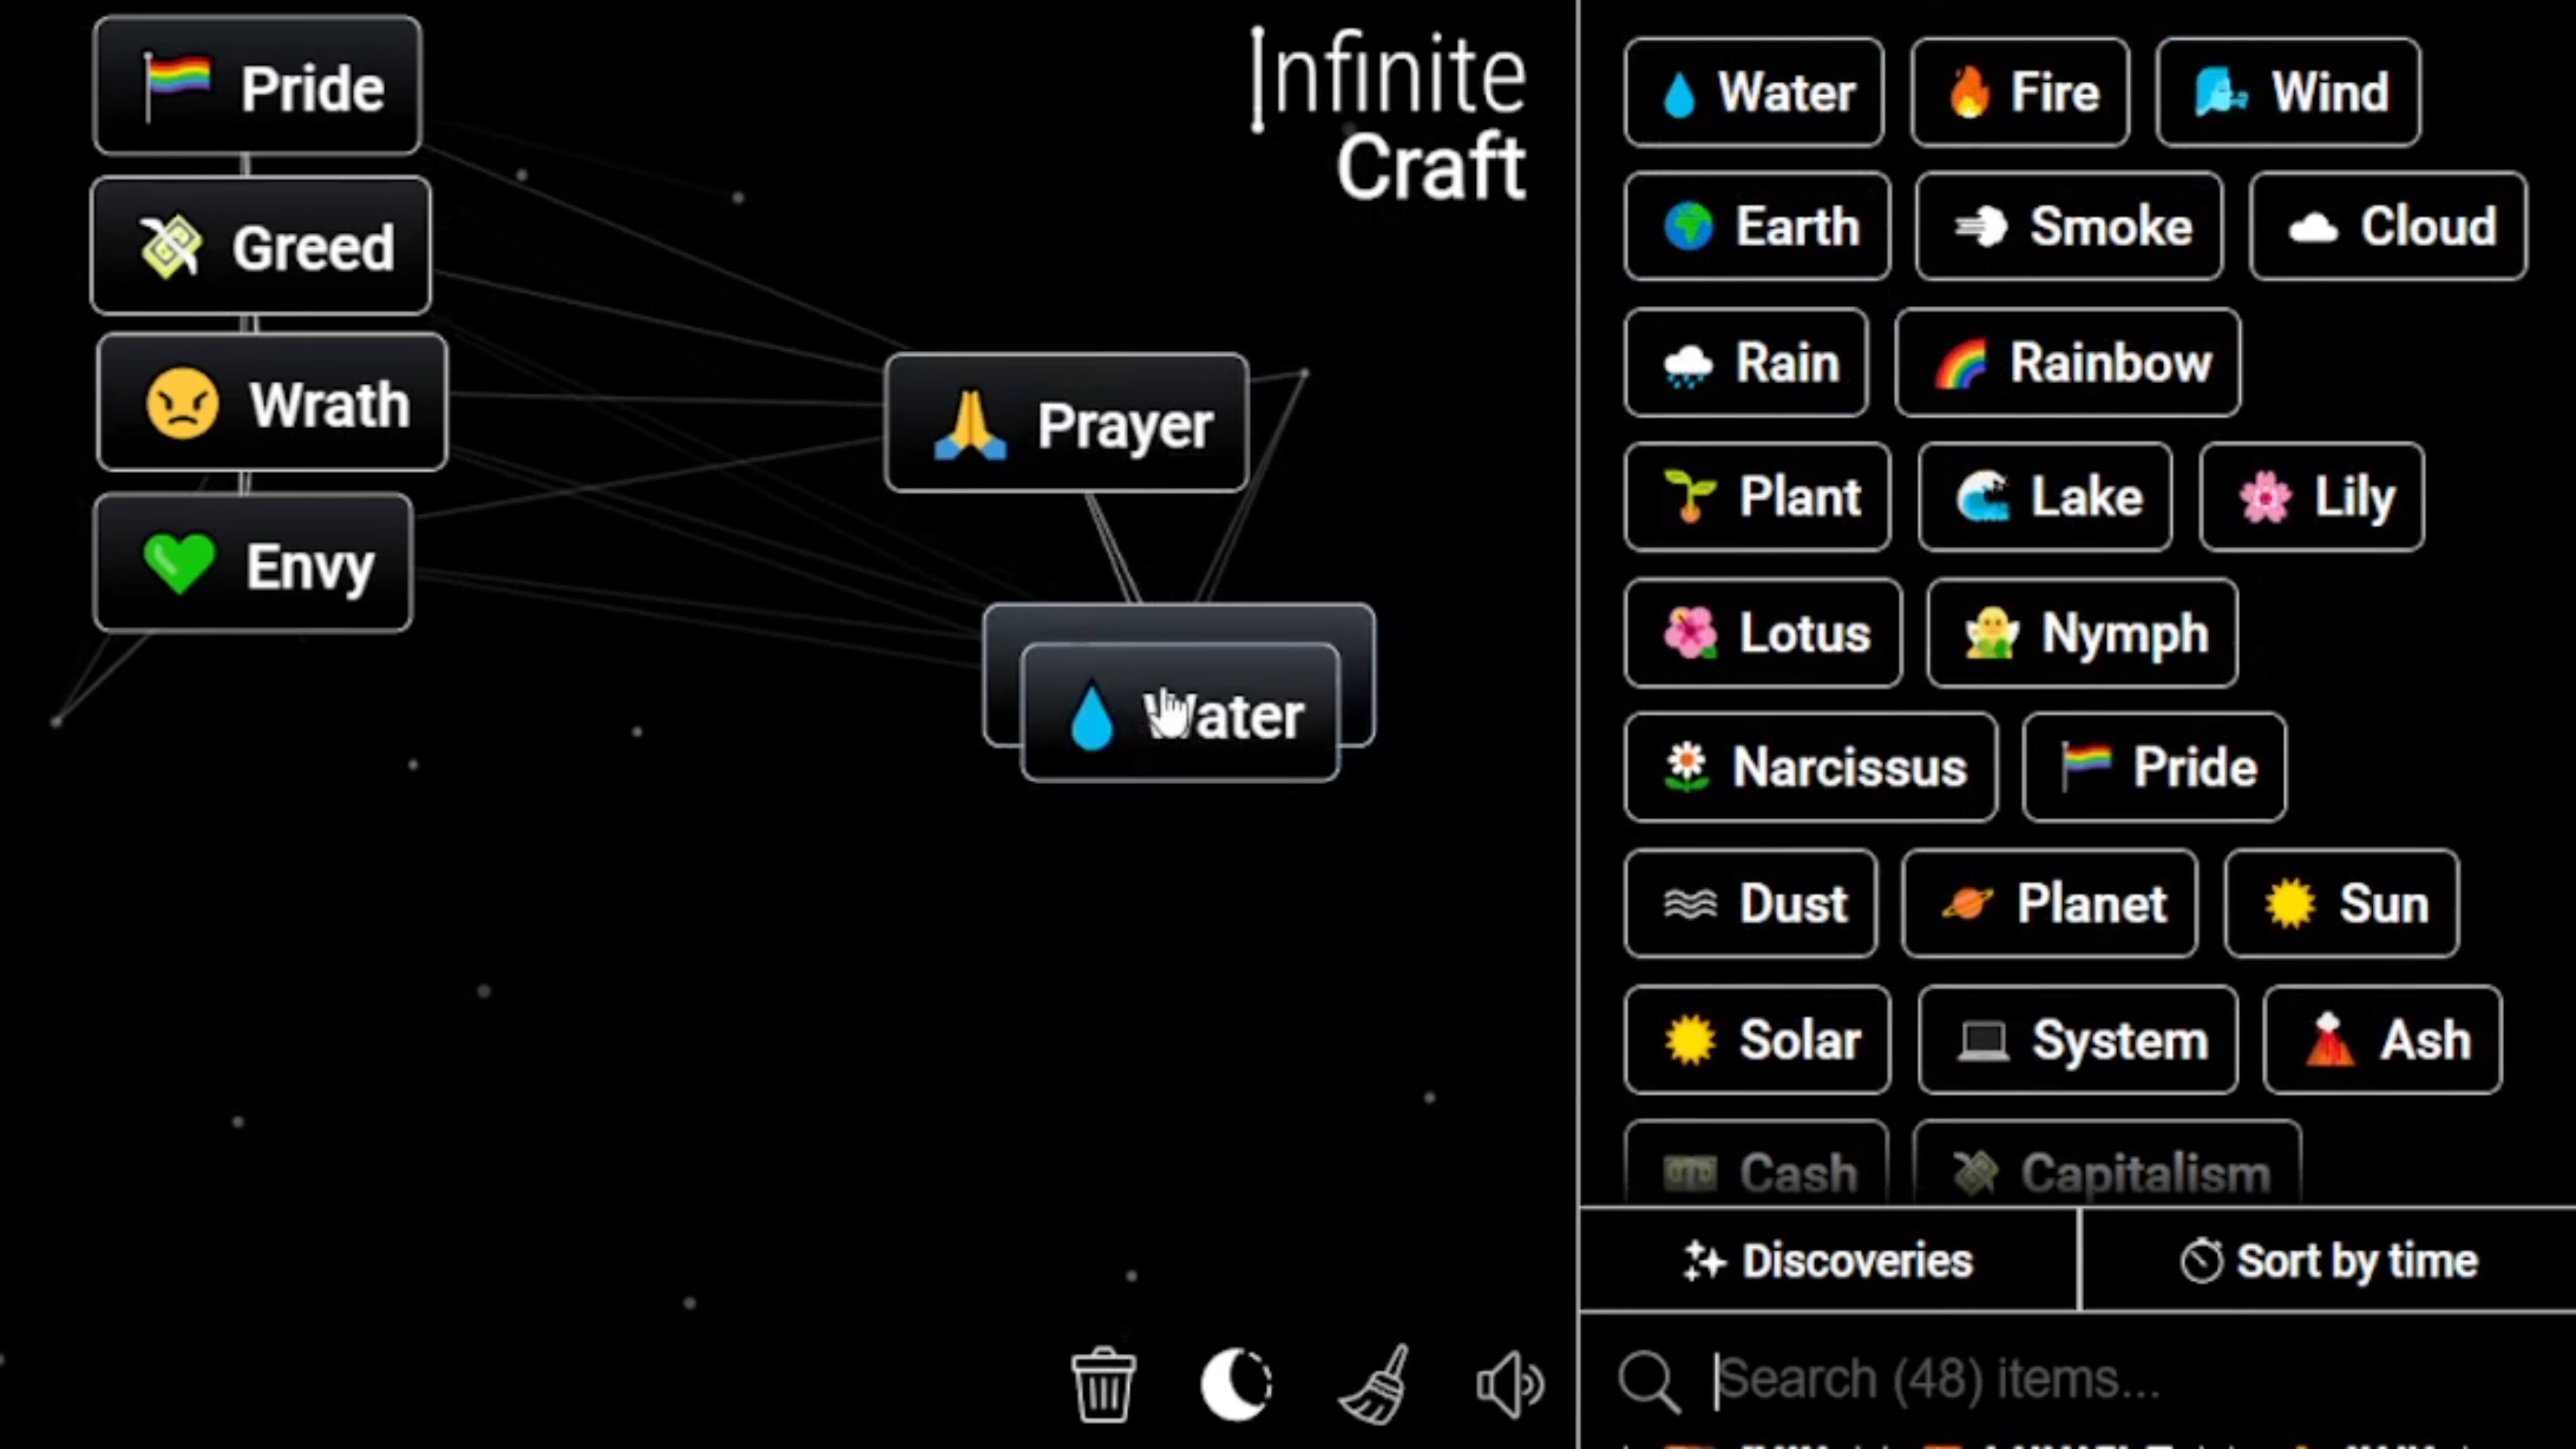 Pride
Greed
Wrath
Envy
Infinite
Craft
Prayer
Water
Water Fire Wind
Earth Smoke Cloud
Rain Rainbow
Plant Lake Lily
Lotus Nymph
Narcissus Pride
Dust Planet Sun
Solar System Ash
Cash Capitalism
Discoveries Sort by time
Search (48) items...